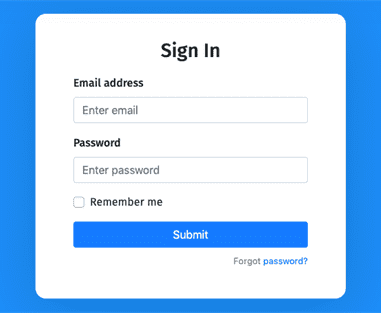 Sign In
Email address
Enter email
Password
Enter password
Remember me
Submit
Forgot password?